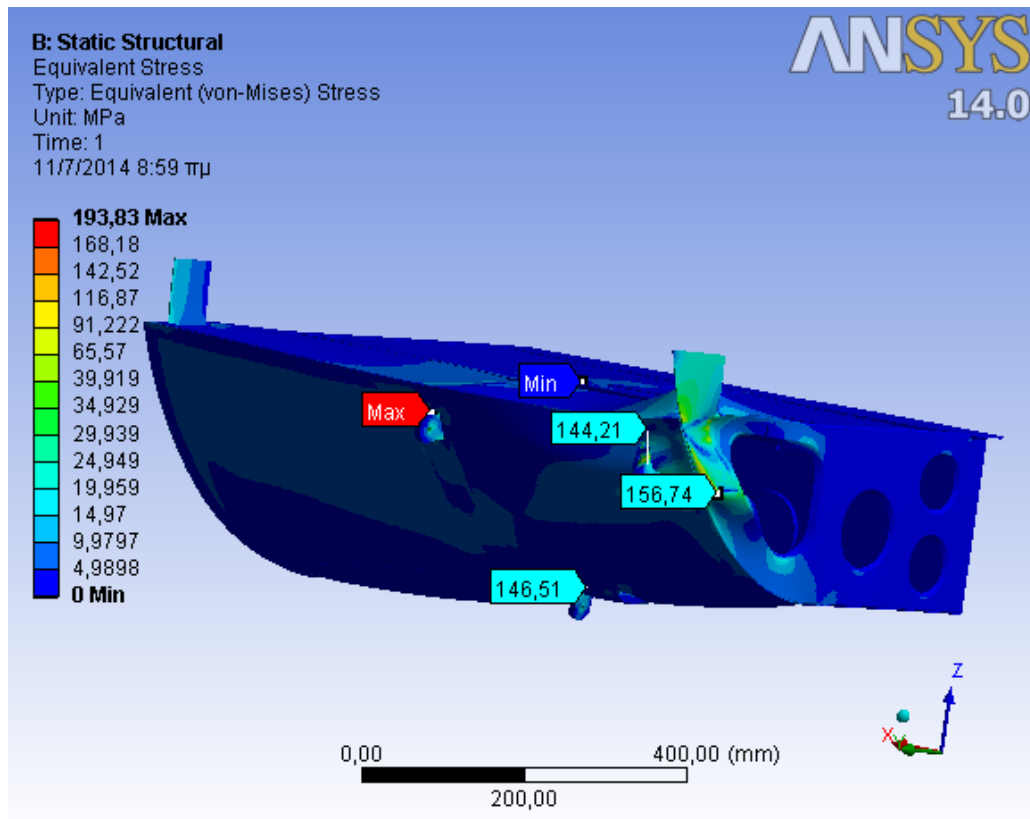 B: Static Structural
Equivalent Stress
Type: Equivalent (von-Mises) Stress
Unit: MPa
Time: 1
11/7/2014 8:59 πμ
ANSYS
14.0
193,83 Max
168,18
142,52
116,87
91,222
65,57
39,919
34,929
29,939
24,949
19,959
14,97
9,9797
4,9898
0 Min
Min
Max
144,21
156,74
146,51
Z
X
0,00
400,00 (mm)
200,00